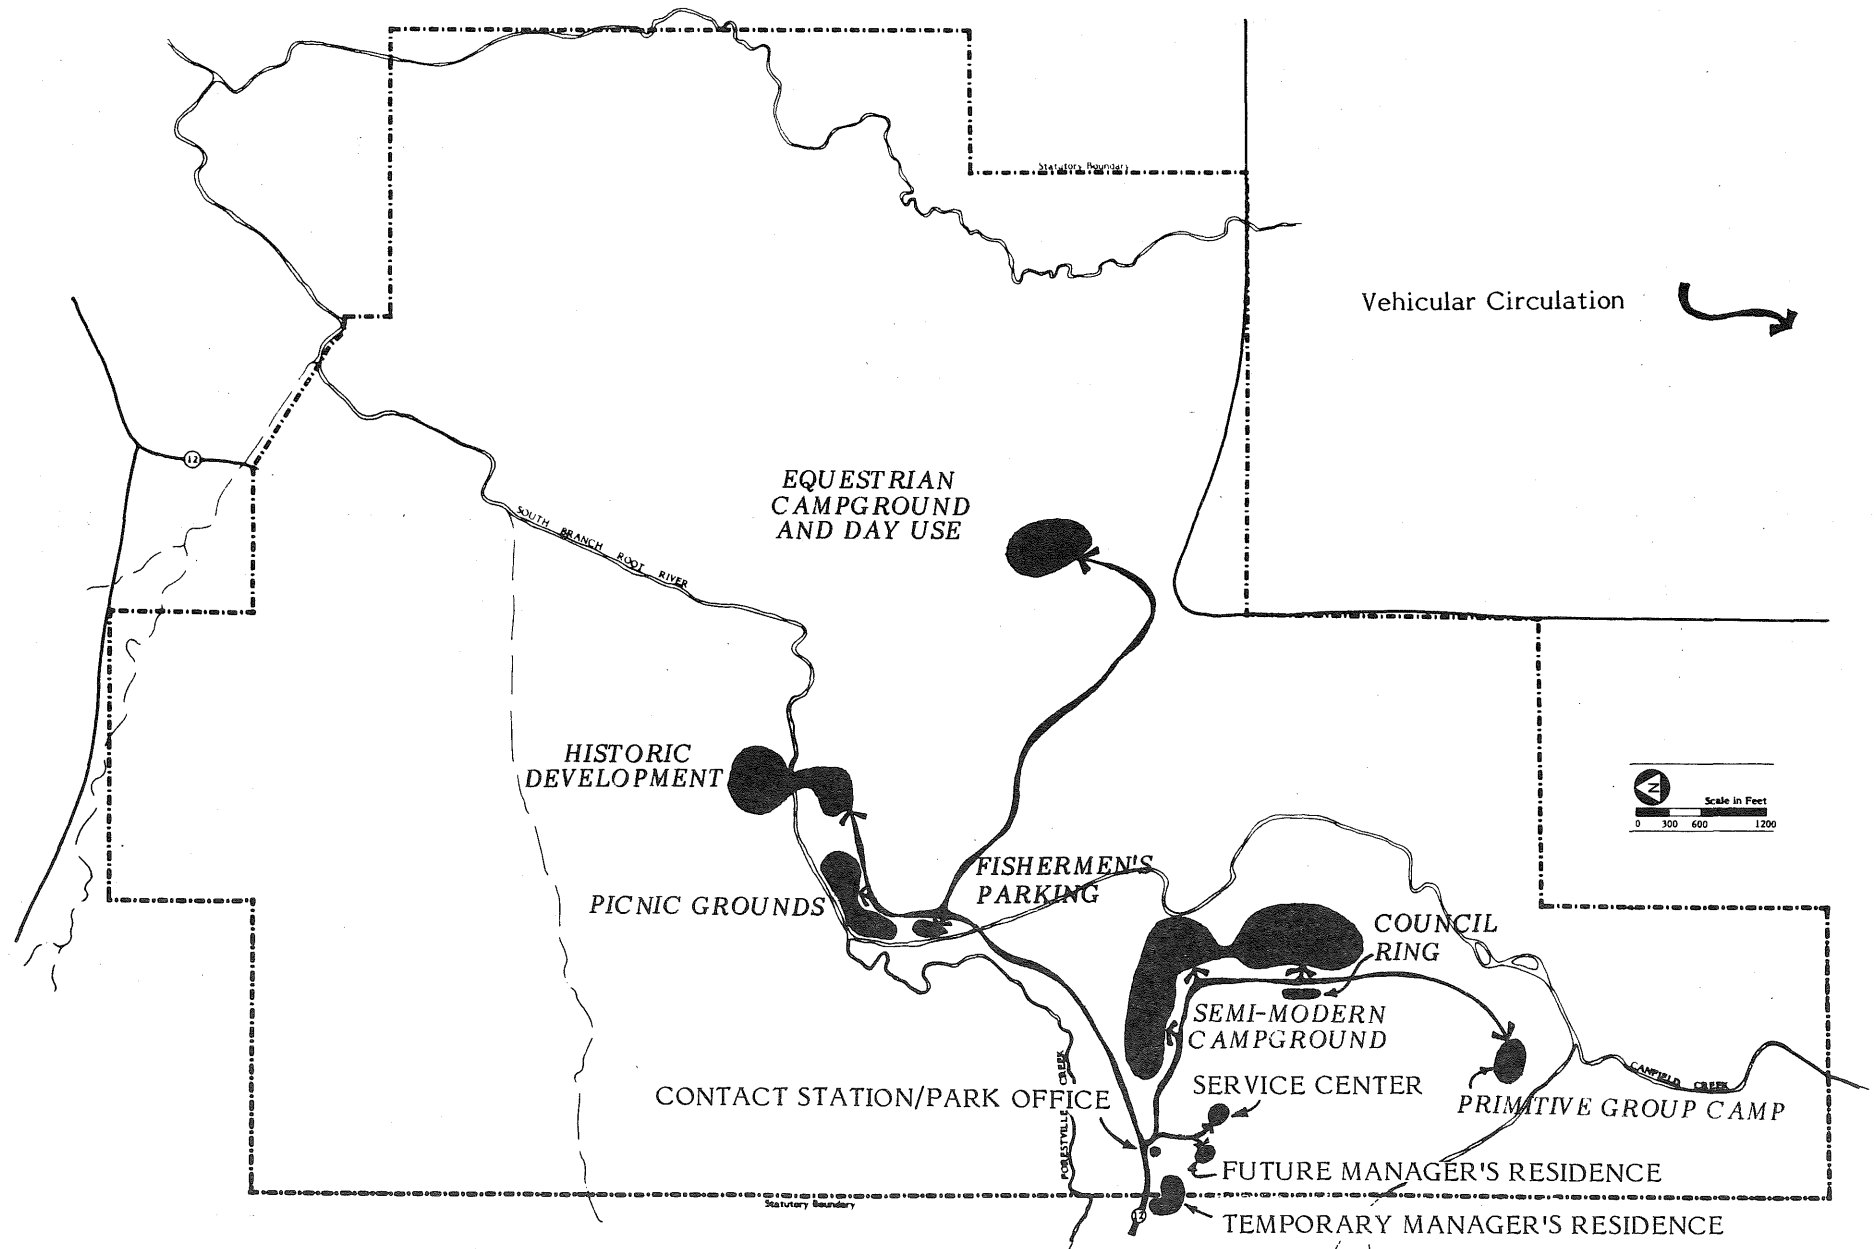 Statutory Boundary
Vehicular Circulation
12
EQUESTRIAN
CAMPGROUND
AND DAY USE
SOUTH BRANCH ROOT RIVER
HISTORIC
DEVELOPMENT
N
Scale in Feet
0 300 600 1200
FISHERMEN'S
PARKING
PICNIC GROUNDS
COUNCIL
RING
SEMI-MODERN
CAMPGROUND
FORESTVILLE CREEK
CANFIELD CREEK
SERVICE CENTER
CONTACT STATION/PARK OFFICE
PRIMITIVE GROUP CAMP
FUTURE MANAGER'S RESIDENCE
Statutory Boundary
12
TEMPORARY MANAGER'S RESIDENCE